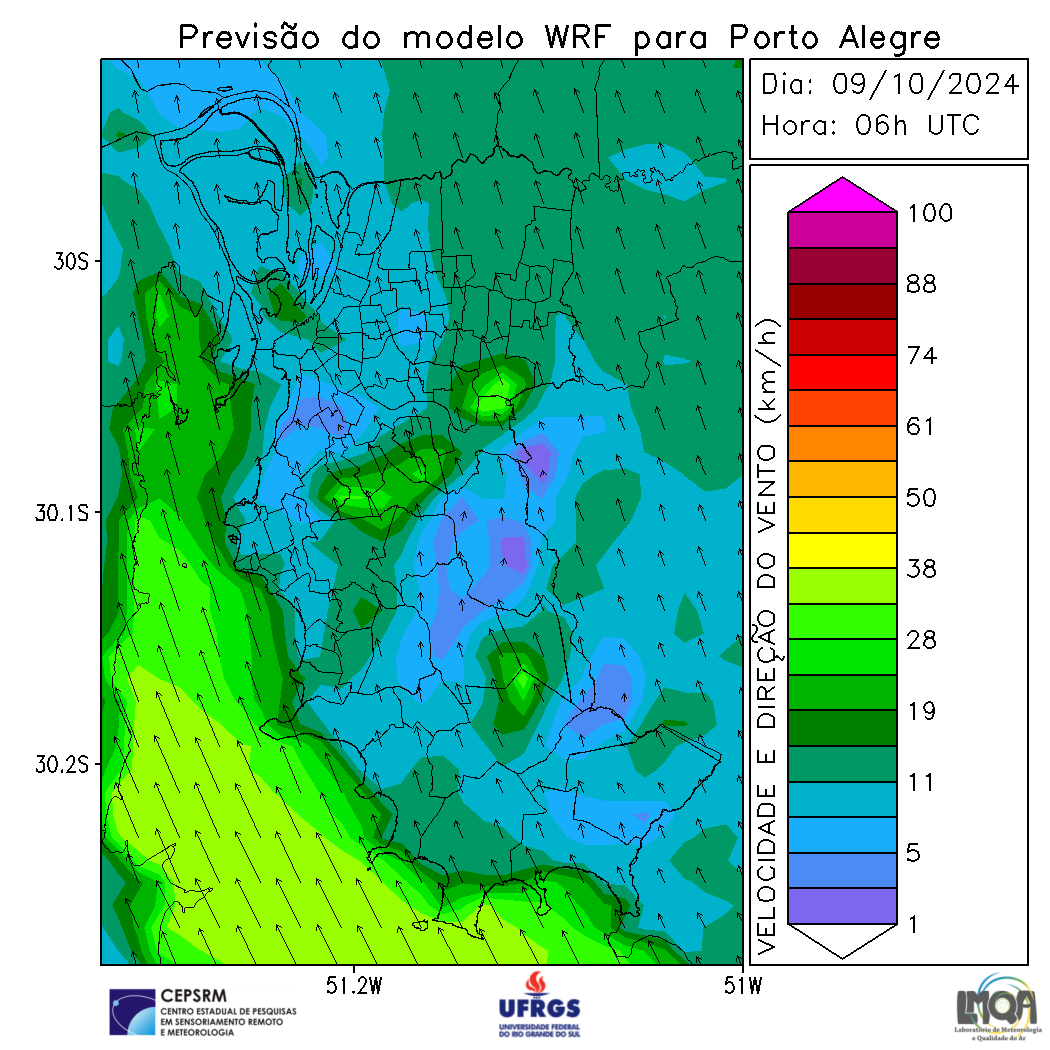 Previsão do modelo WRF para Porto Alegre
Dia: 09/10/2024
Hora: 06h UTC
30S
30.1S
30.2S
51.2W
51W
VELOCIDADE E DIREÇÃO DO VENTO (km/h)
100
88
74
61
50
38
28
19
11
5
1
CEPSRM
CENTRO ESTADUAL DE PESQUISAS
EM SENSORIAMENTO REMOTO
E METEOROLOGIA
UFRGS
UNIVERSIDADE FEDERAL
DO RIO GRANDE DO SUL
LMQA
Laboratório de Meteorologia
e Qualidade do Ar